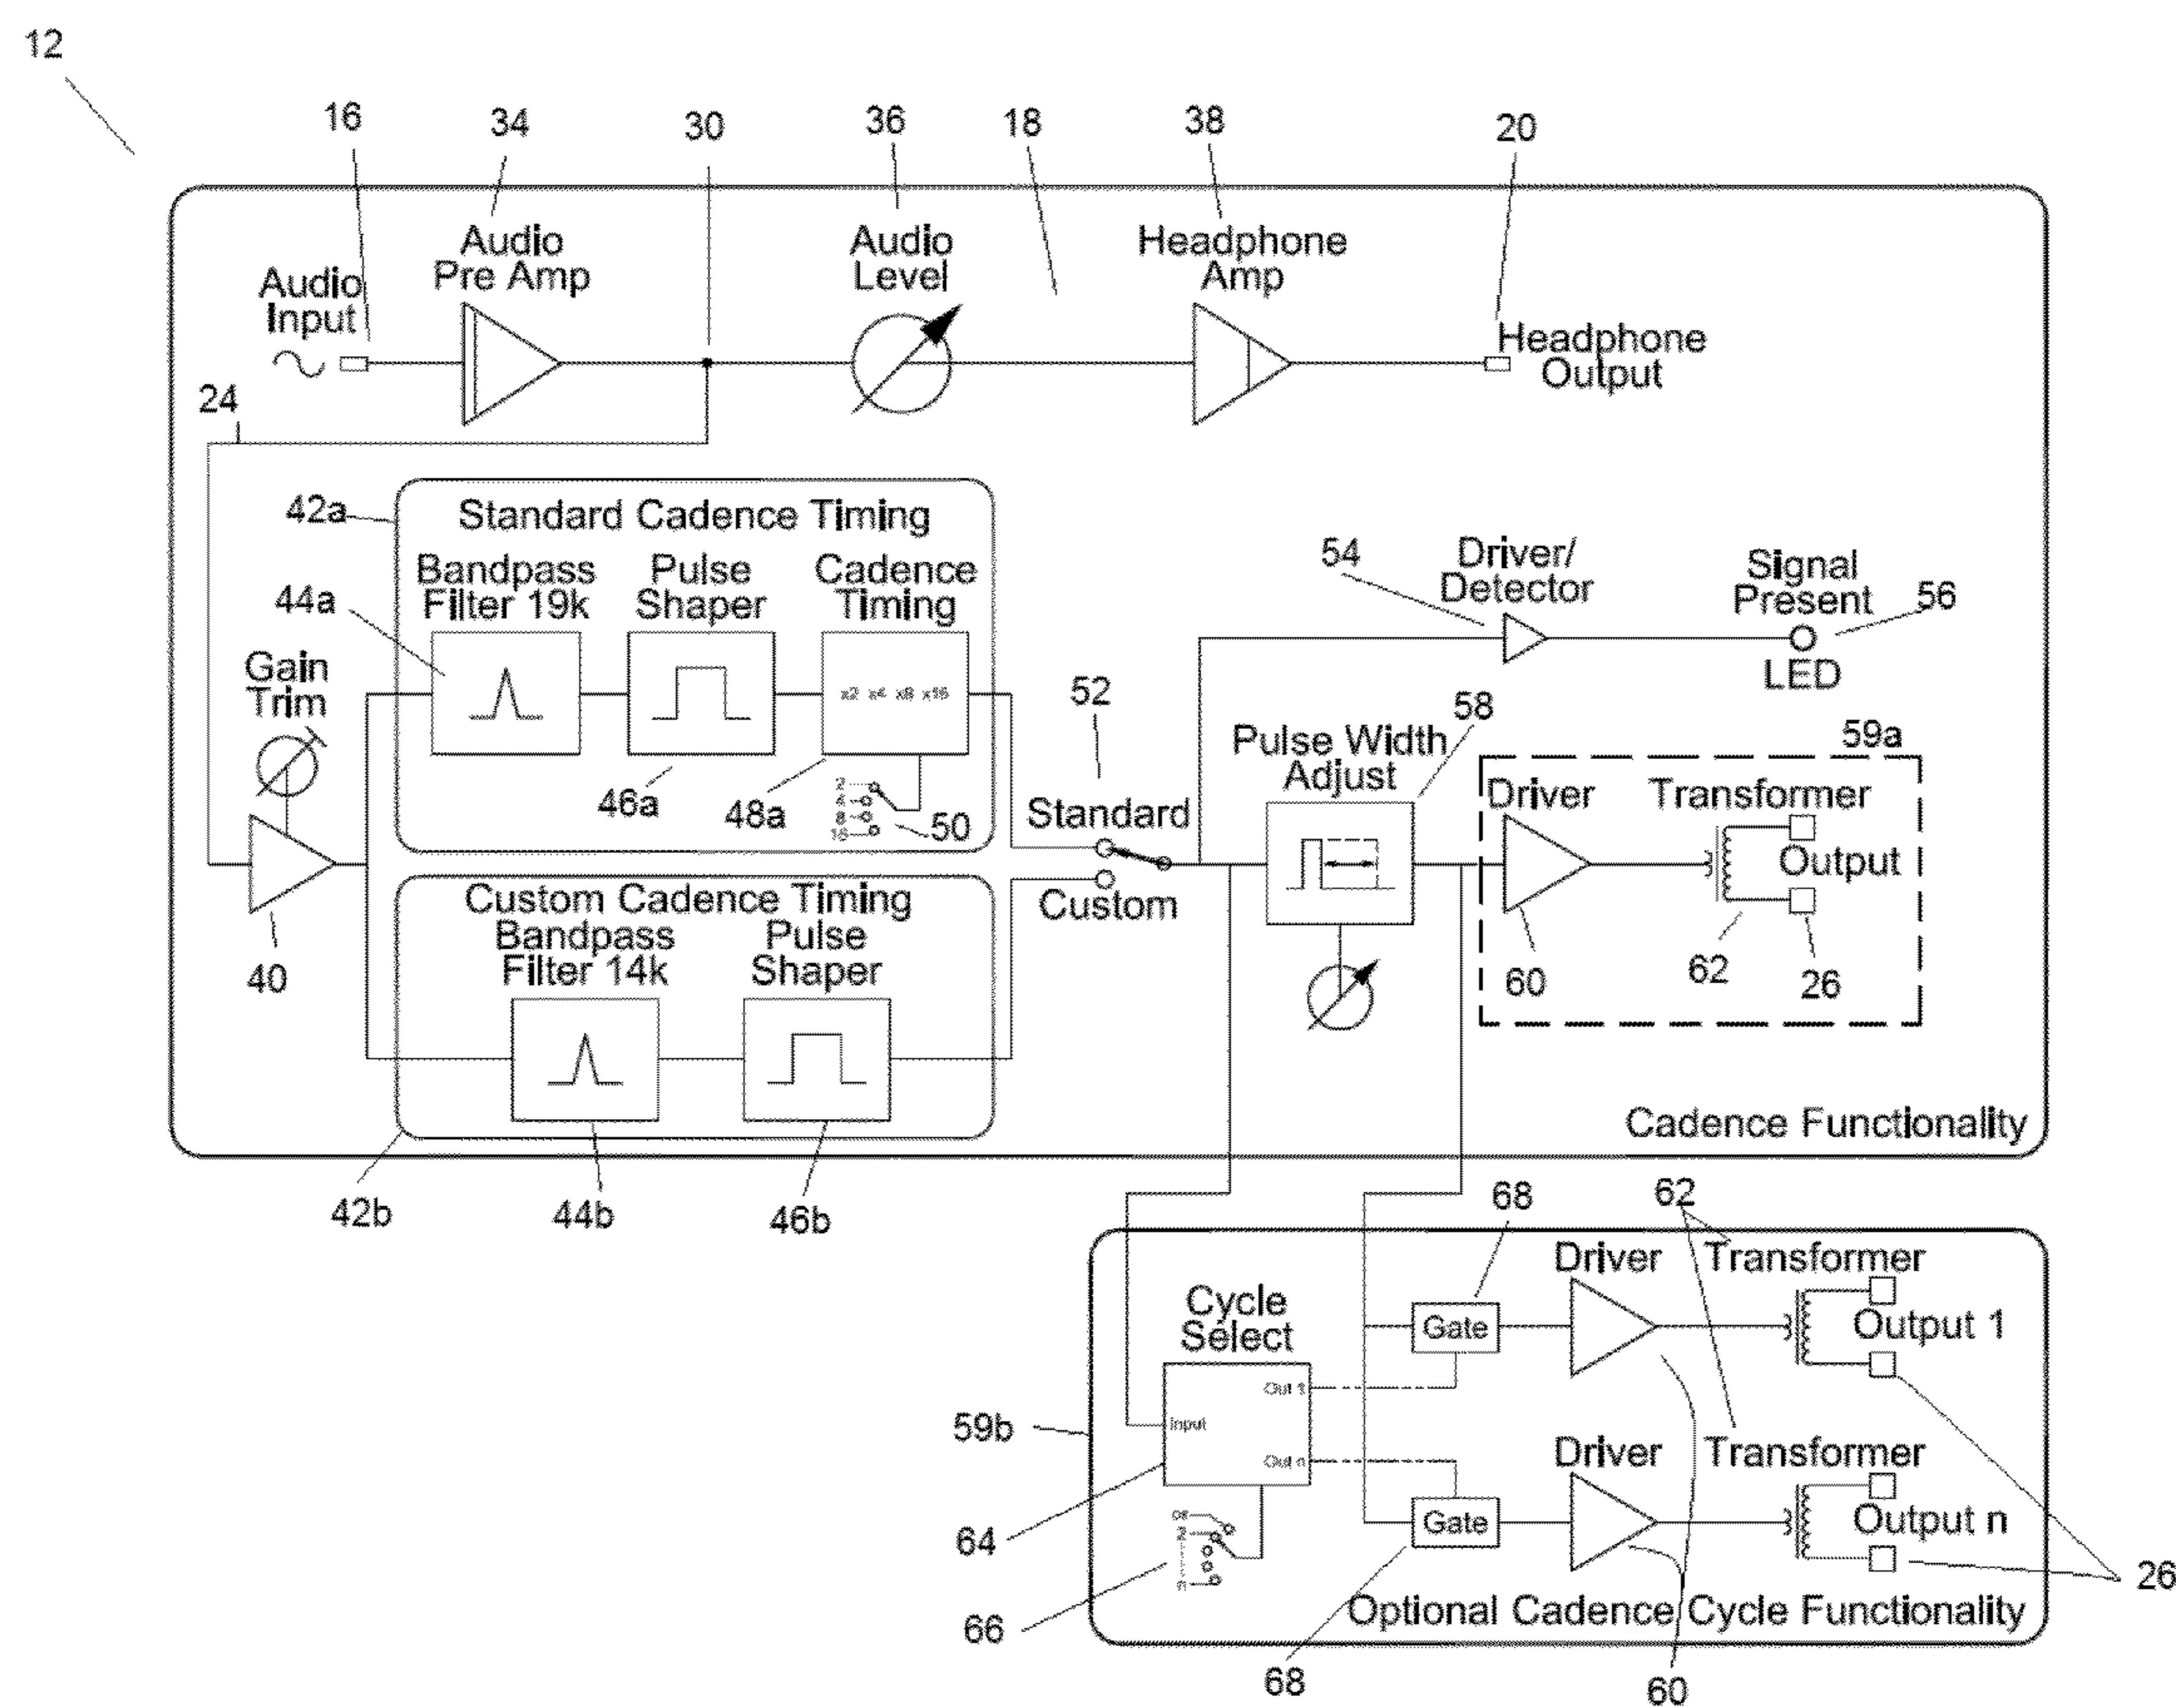 12
16
34
30
36
18
38
20
Audio
Pre Amp
Audio
Level
Headphone
Amp
Audio
Input
Headphone
Output
24
42a
Standard Cadence Timing
Bandpass
Filter 19k
Pulse
Shaper
Cadence
Timing
44a
x2 x4 x8 x16
46a
48a
2
4
8
16
50
Gain
Trim
40
52
Standard
Custom
54
Driver/
Detector
Signal
Present
56
LED
58
Pulse Width
Adjust
59a
Driver
Transformer
Output
60
62
26
Custom Cadence Timing
Bandpass
Filter 14k
Pulse
Shaper
42b
44b
46b
Cadence Functionality
68
62
Driver
Transformer
Cycle
Select
Gate
Output 1
Out 1
Input
Out n
59b
Driver
Transformer
64
Gate
Output n
2
n
66
26
Optional Cadence Cycle Functionality
68
60